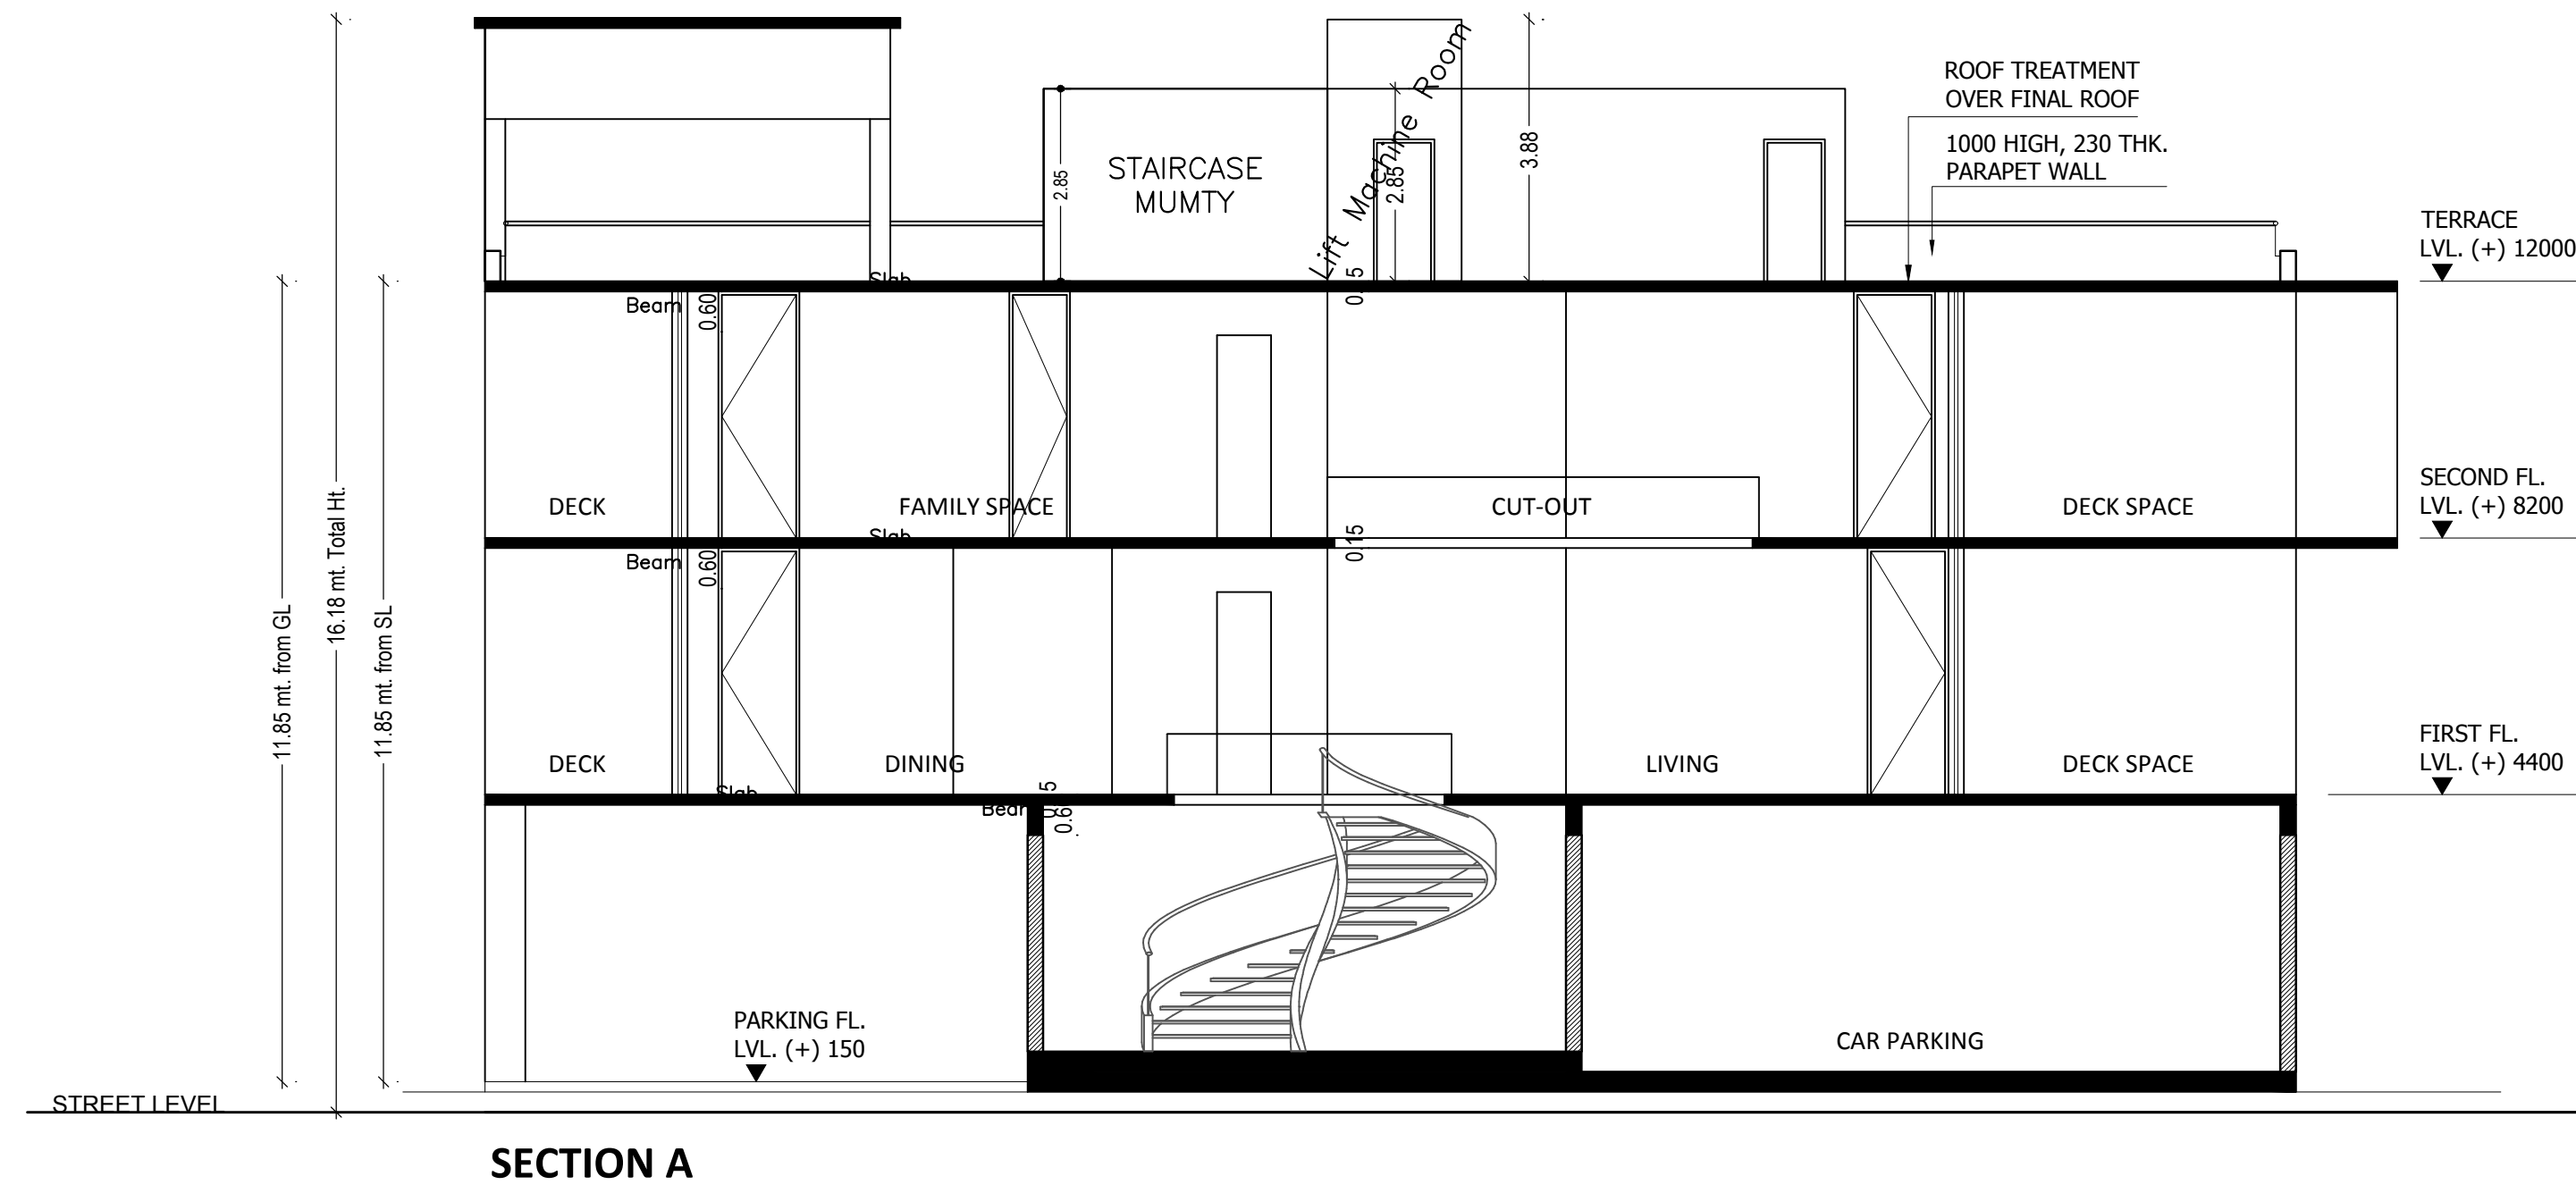 ROOF TREATMENT
OVER FINAL ROOF
1000 HIGH, 230 THK.
PARAPET WALL
STAIRCASE
MUMTY
Lift Machine Room
2.85
2.85
3.88
TERRACE
LVL. (+) 12000
Slab
Beam
0.60
DECK
FAMILY SPACE
CUT-OUT
DECK SPACE
SECOND FL.
LVL. (+) 8200
Slab
0.15
Beam
0.60
16.18 mt. Total Ht.
11.85 mt. from GL
11.85 mt. from SL
DECK
DINING
LIVING
DECK SPACE
FIRST FL.
LVL. (+) 4400
Slab
PARKING FL.
LVL. (+) 150
CAR PARKING
STREET LEVEL
SECTION A